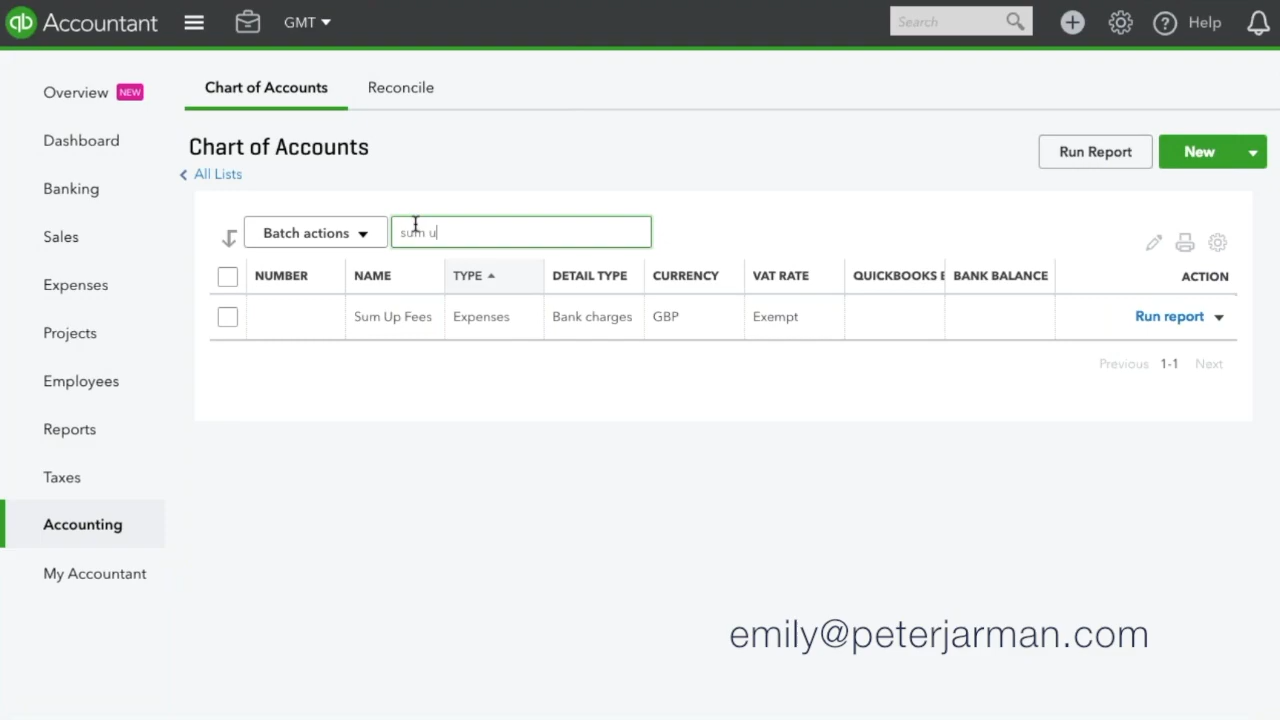 qb Accountant GMT Search Help
Overview NEW
Dashboard
Banking
Sales
Expenses
Projects
Employees
Reports
Taxes
Accounting
My Accountant
Chart of Accounts Reconcile
Chart of Accounts
All Lists
Run Report New
Batch actions sum u
NUMBER NAME TYPE DETAIL TYPE CURRENCY VAT RATE QUICKBOOKS BANK BALANCE ACTION
Sum Up Fees Expenses Bank charges GBP Exempt Run report
Previous 1-1 Next
emily@peterjarman.com